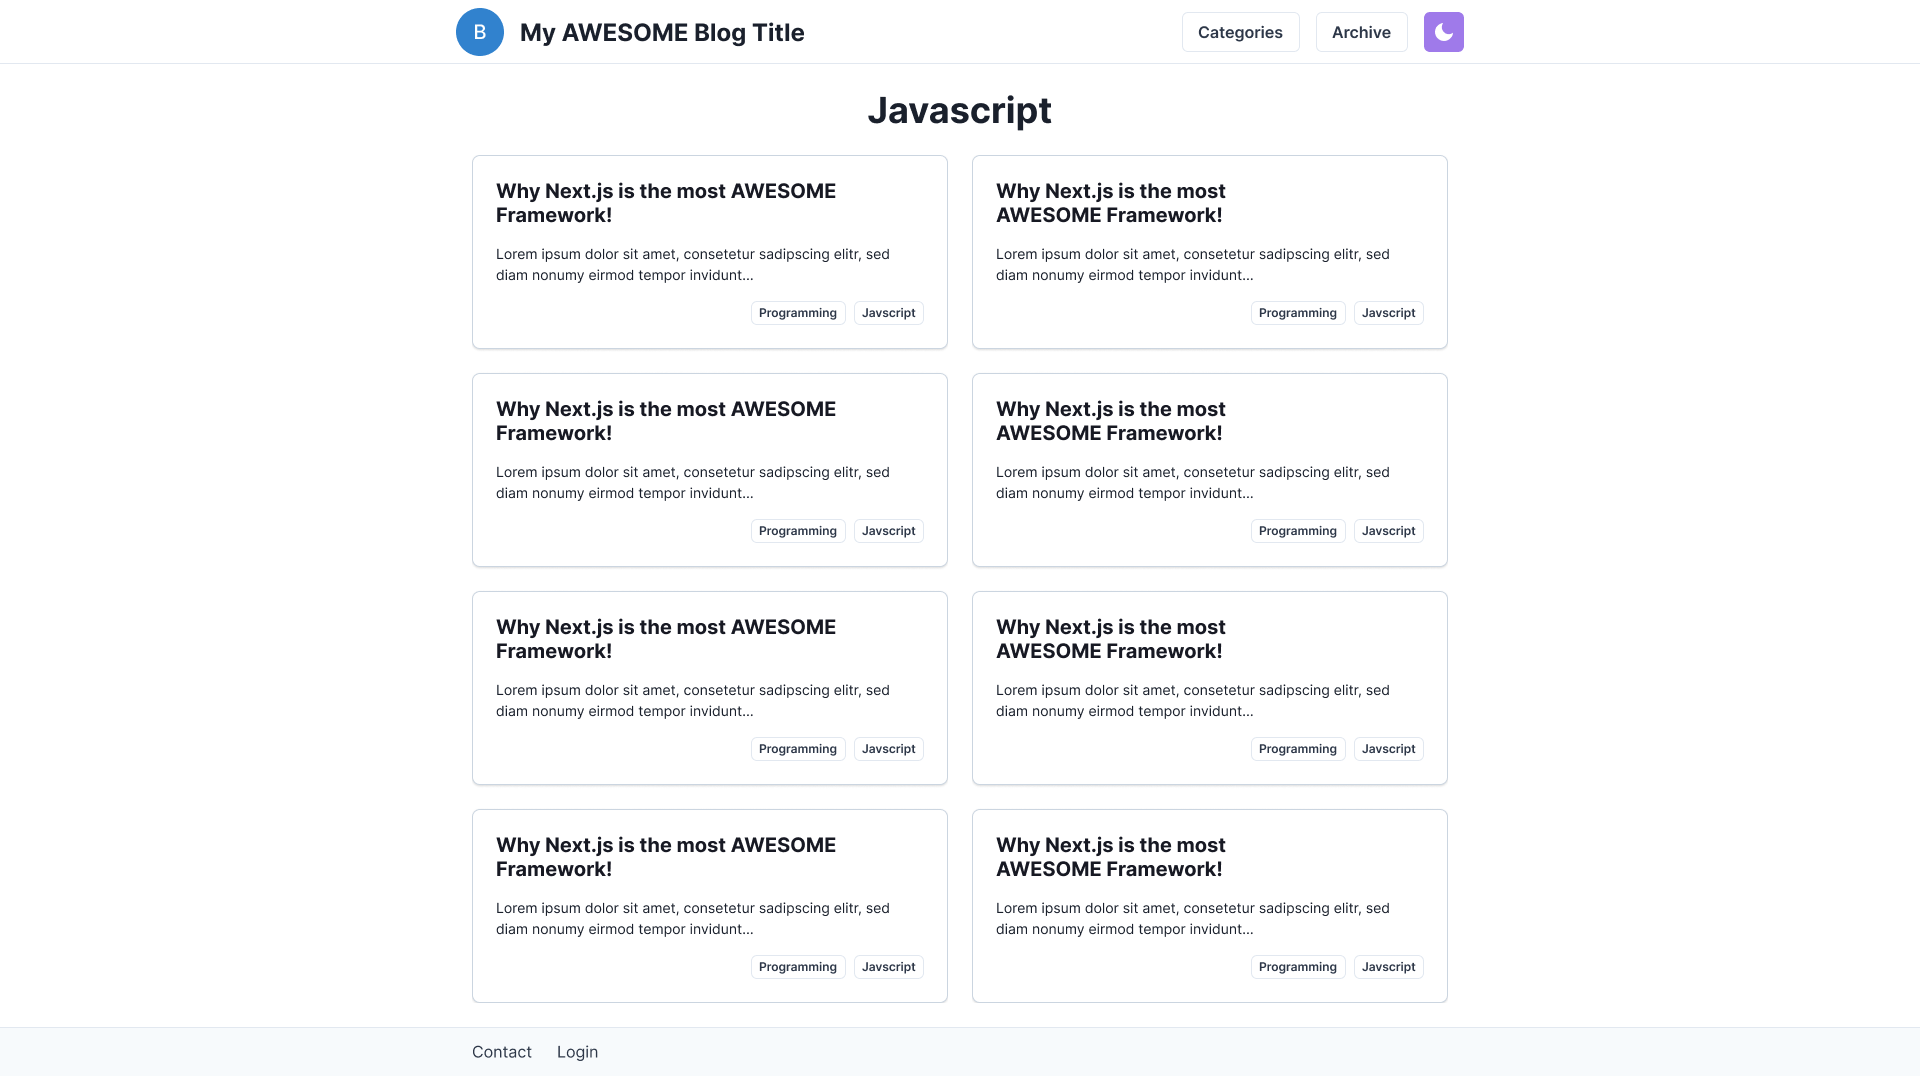 B
My AWESOME Blog Title
Categories
Archive
Javascript
Why Next.js is the most AWESOME
Framework!
Lorem ipsum dolor sit amet, consetetur sadipscing elitr, sed
diam nonumy eirmod tempor invidunt...
Programming
Javscript
Why Next.js is the most
AWESOME Framework!
Lorem ipsum dolor sit amet, consetetur sadipscing elitr, sed
diam nonumy eirmod tempor invidunt...
Programming
Javscript
Why Next.js is the most AWESOME
Framework!
Lorem ipsum dolor sit amet, consetetur sadipscing elitr, sed
diam nonumy eirmod tempor invidunt...
Programming
Javscript
Why Next.js is the most
AWESOME Framework!
Lorem ipsum dolor sit amet, consetetur sadipscing elitr, sed
diam nonumy eirmod tempor invidunt...
Programming
Javscript
Why Next.js is the most AWESOME
Framework!
Lorem ipsum dolor sit amet, consetetur sadipscing elitr, sed
diam nonumy eirmod tempor invidunt...
Programming
Javscript
Why Next.js is the most
AWESOME Framework!
Lorem ipsum dolor sit amet, consetetur sadipscing elitr, sed
diam nonumy eirmod tempor invidunt...
Programming
Javscript
Why Next.js is the most AWESOME
Framework!
Lorem ipsum dolor sit amet, consetetur sadipscing elitr, sed
diam nonumy eirmod tempor invidunt...
Programming
Javscript
Why Next.js is the most
AWESOME Framework!
Lorem ipsum dolor sit amet, consetetur sadipscing elitr, sed
diam nonumy eirmod tempor invidunt...
Programming
Javscript
Contact
Login